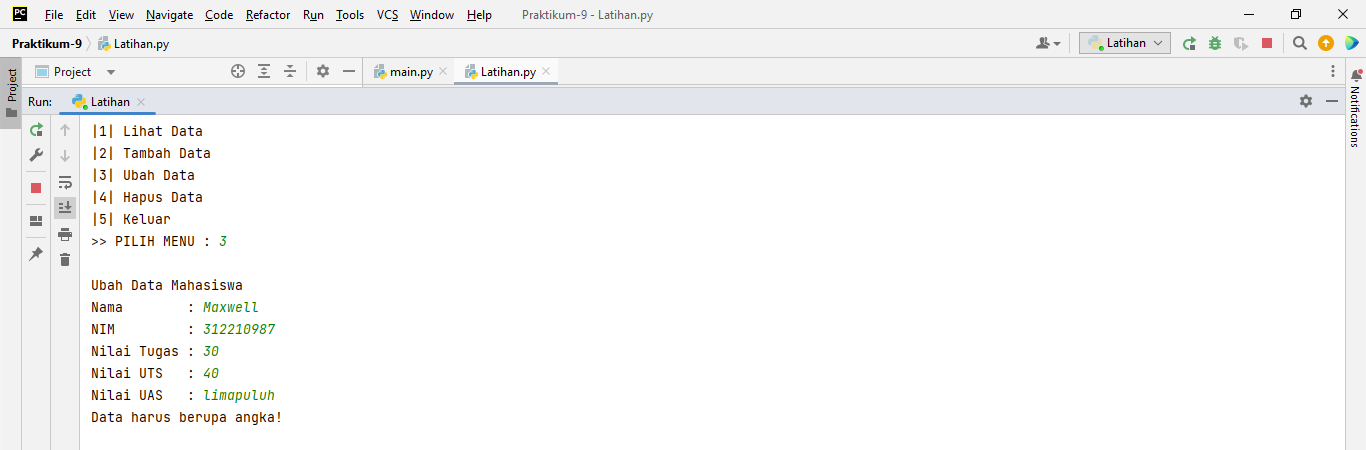 PC File Edit View Navigate Code Refactor Run Tools VCS Window Help Praktikum-9 - Latihan.py
Praktikum-9 Latihan.py Latihan
Project
Project main.py Latihan.py
Notifications
Run: Latihan
|1| Lihat Data
|2| Tambah Data
|3| Ubah Data
|4| Hapus Data
|5| Keluar
>> PILIH MENU : 3
Ubah Data Mahasiswa
Nama : Maxwell
NIM : 312210987
Nilai Tugas : 30
Nilai UTS : 40
Nilai UAS : limapuluh
Data harus berupa angka!